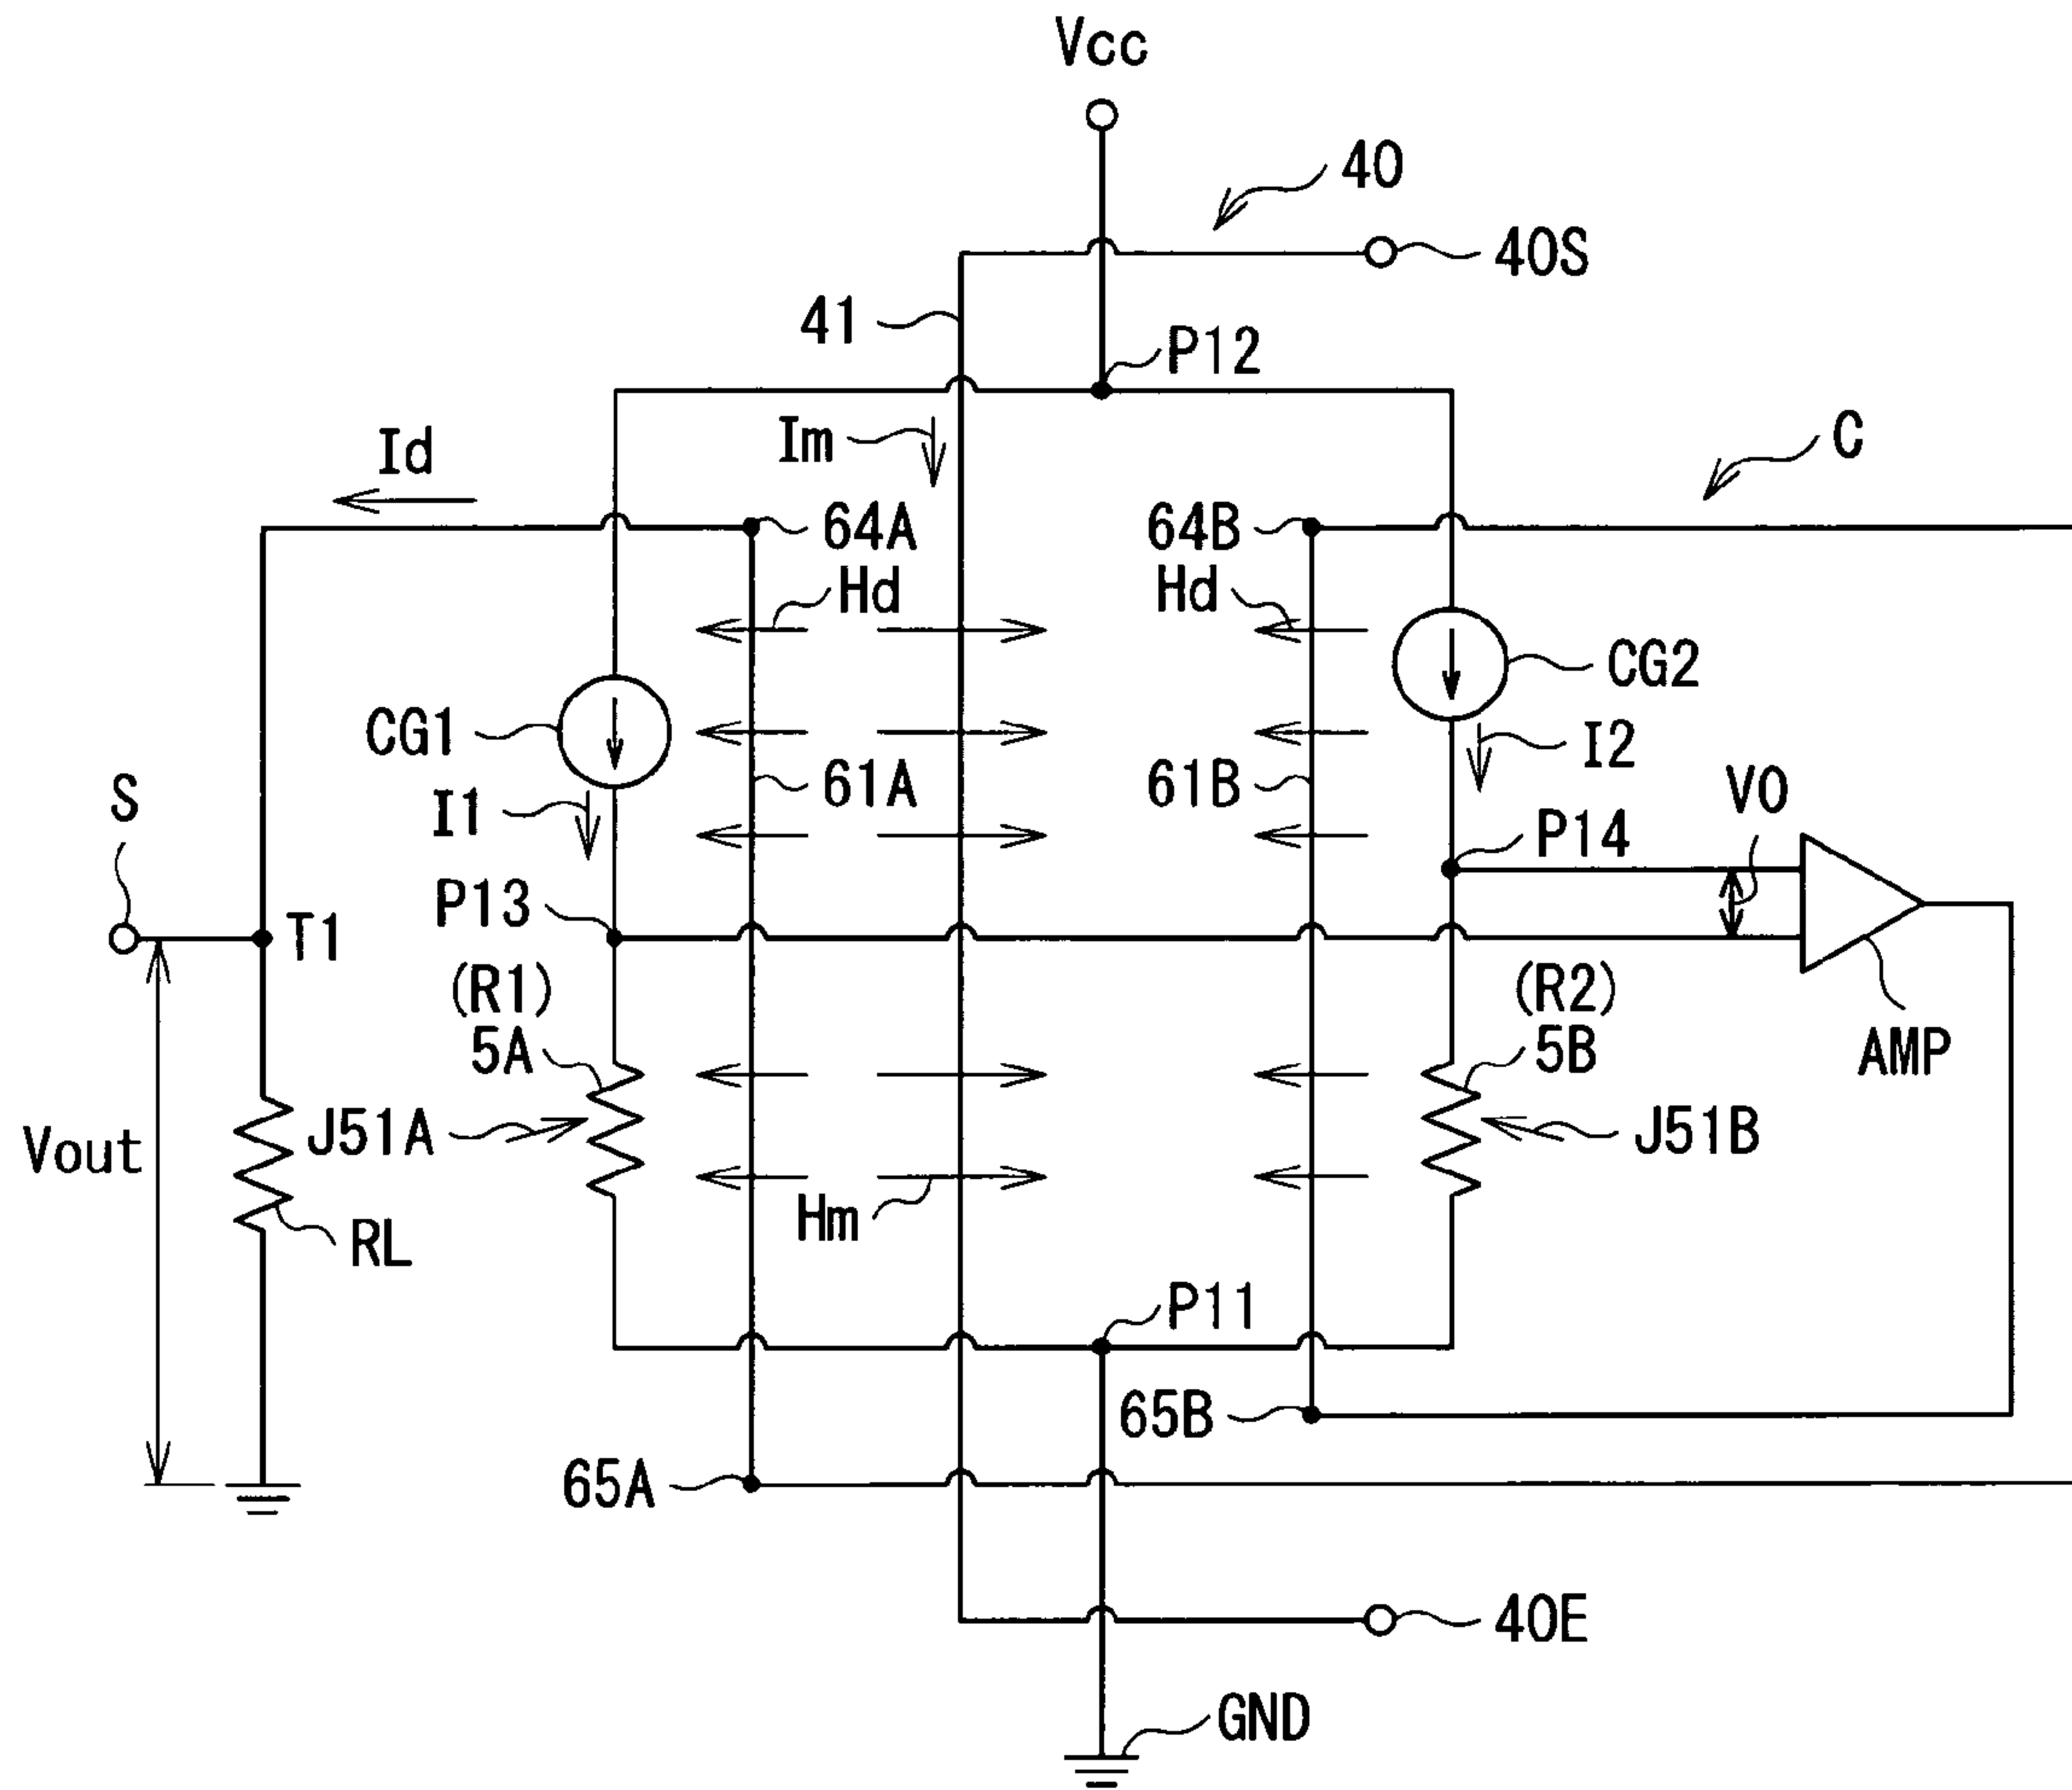 Vcc
40
40S
41
P12
Im
C
Id
64A
64B
Hd
Hd
CG2
CG1
I2
61A
61B
S
I1
V0
P14
P13
T1
(R1)
5A
(R2)
5B
AMP
J51A
J51B
Vout
Hm
RL
P11
65B
65A
40E
GND